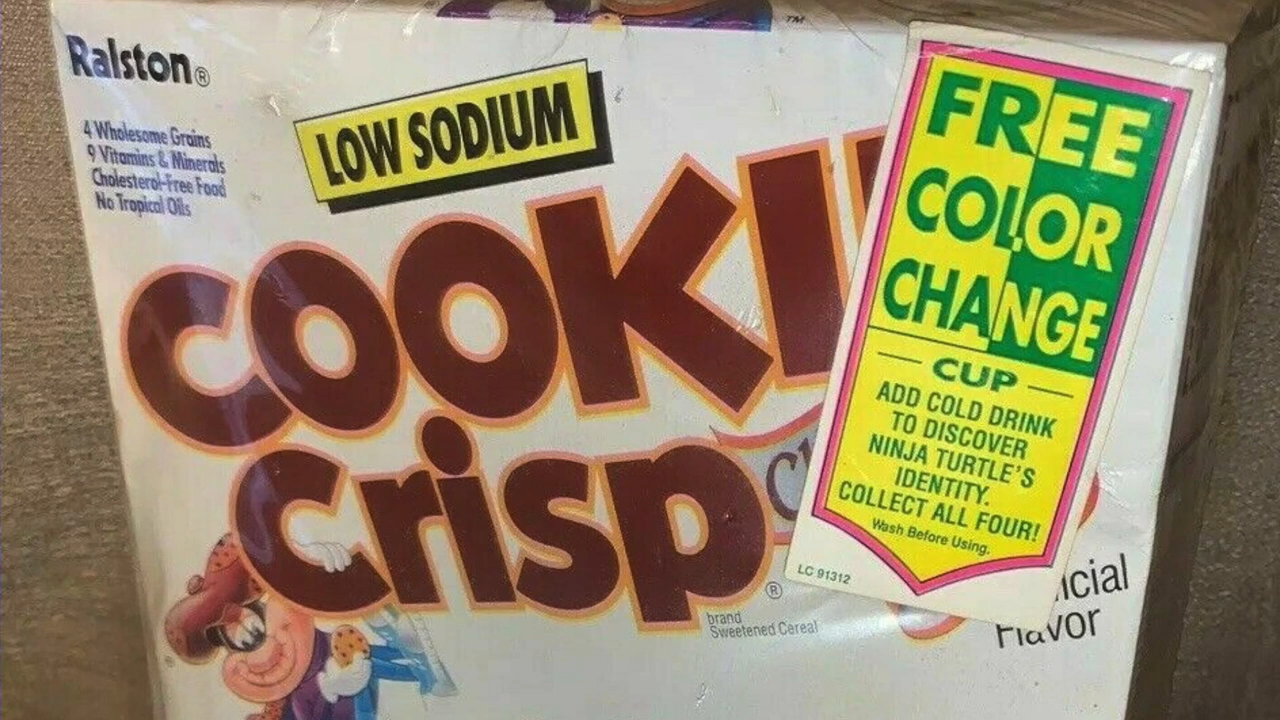 Ralston®
4 Wholesome Grains
9 Vitamins & Minerals
Cholesterol-Free Food
No Tropical Oils
™
LOW SODIUM
COOKI
Crisp®
brand
Sweetened Cereal
Flavor
FREE
COLOR
CHANGE
CUP
ADD COLD DRINK
TO DISCOVER
NINJA TURTLE'S
IDENTITY.
COLLECT ALL FOUR!
Wash Before Using.
LC 91312